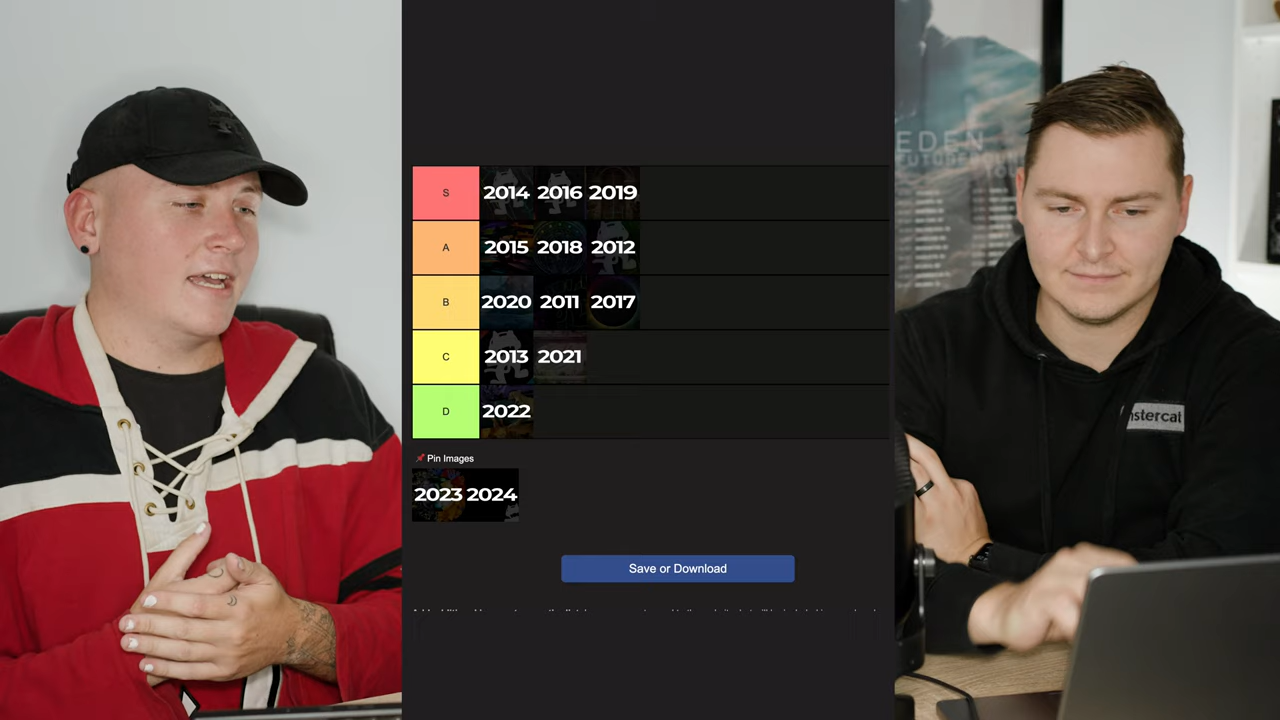 S 2014 2016 2019
A 2015 2018 2012
B 2020 2011 2017
C 2013 2021
D 2022
Pin Images
2023 2024
Save or Download
EDEN
FUTUREBOUND
nstercat